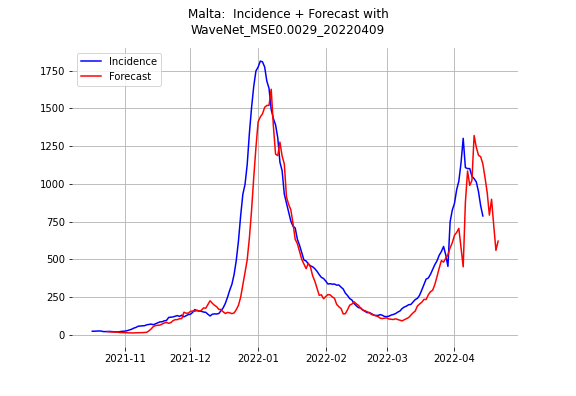 Malta:  Incidence + Forecast with
WaveNet_MSE0.0029_20220409
Incidence
Forecast
1750
1500
1250
1000
750
500
250
0
2021-11 2021-12 2022-01 2022-02 2022-03 2022-04